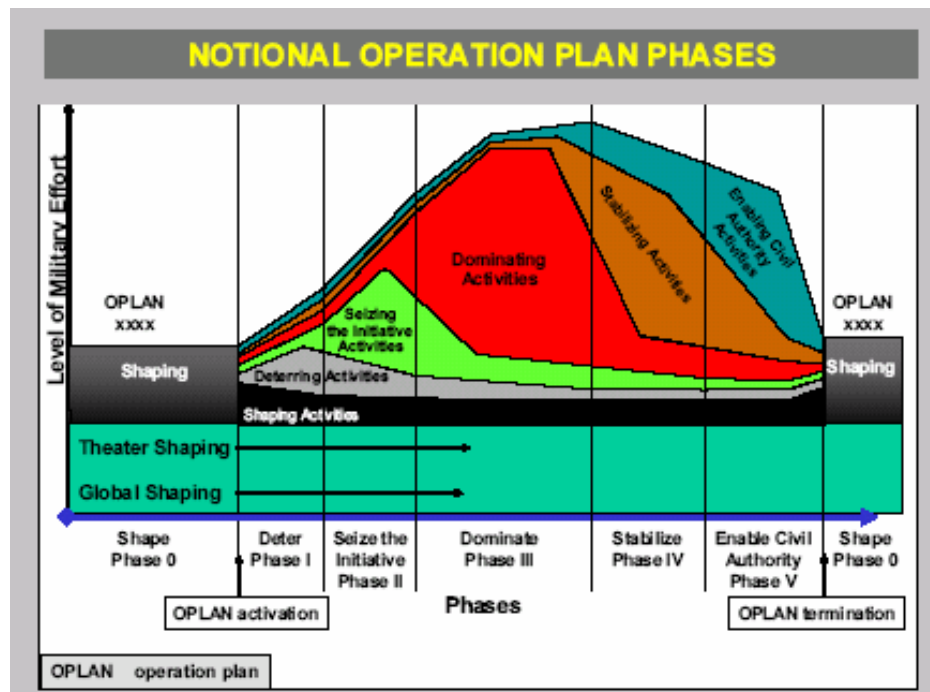 NOTIONAL OPERATION PLAN PHASES
Level of Military Effort
OPLAN
xxxx
Shaping
Enabling Civil
Authority
Activities
Stabilizing Activities
Dominating
Activities
Seizing
the Initiative
Activities
Deterring Activities
Shaping Activities
OPLAN
xxxx
Shaping
Theater Shaping
Global Shaping
Shape
Phase 0
Deter
Phase I
Seize the
Initiative
Phase II
Dominate
Phase III
Stabilize
Phase IV
Enable Civil
Authority
Phase V
Shape
Phase 0
OPLAN activation
Phases
OPLAN termination
OPLAN operation plan